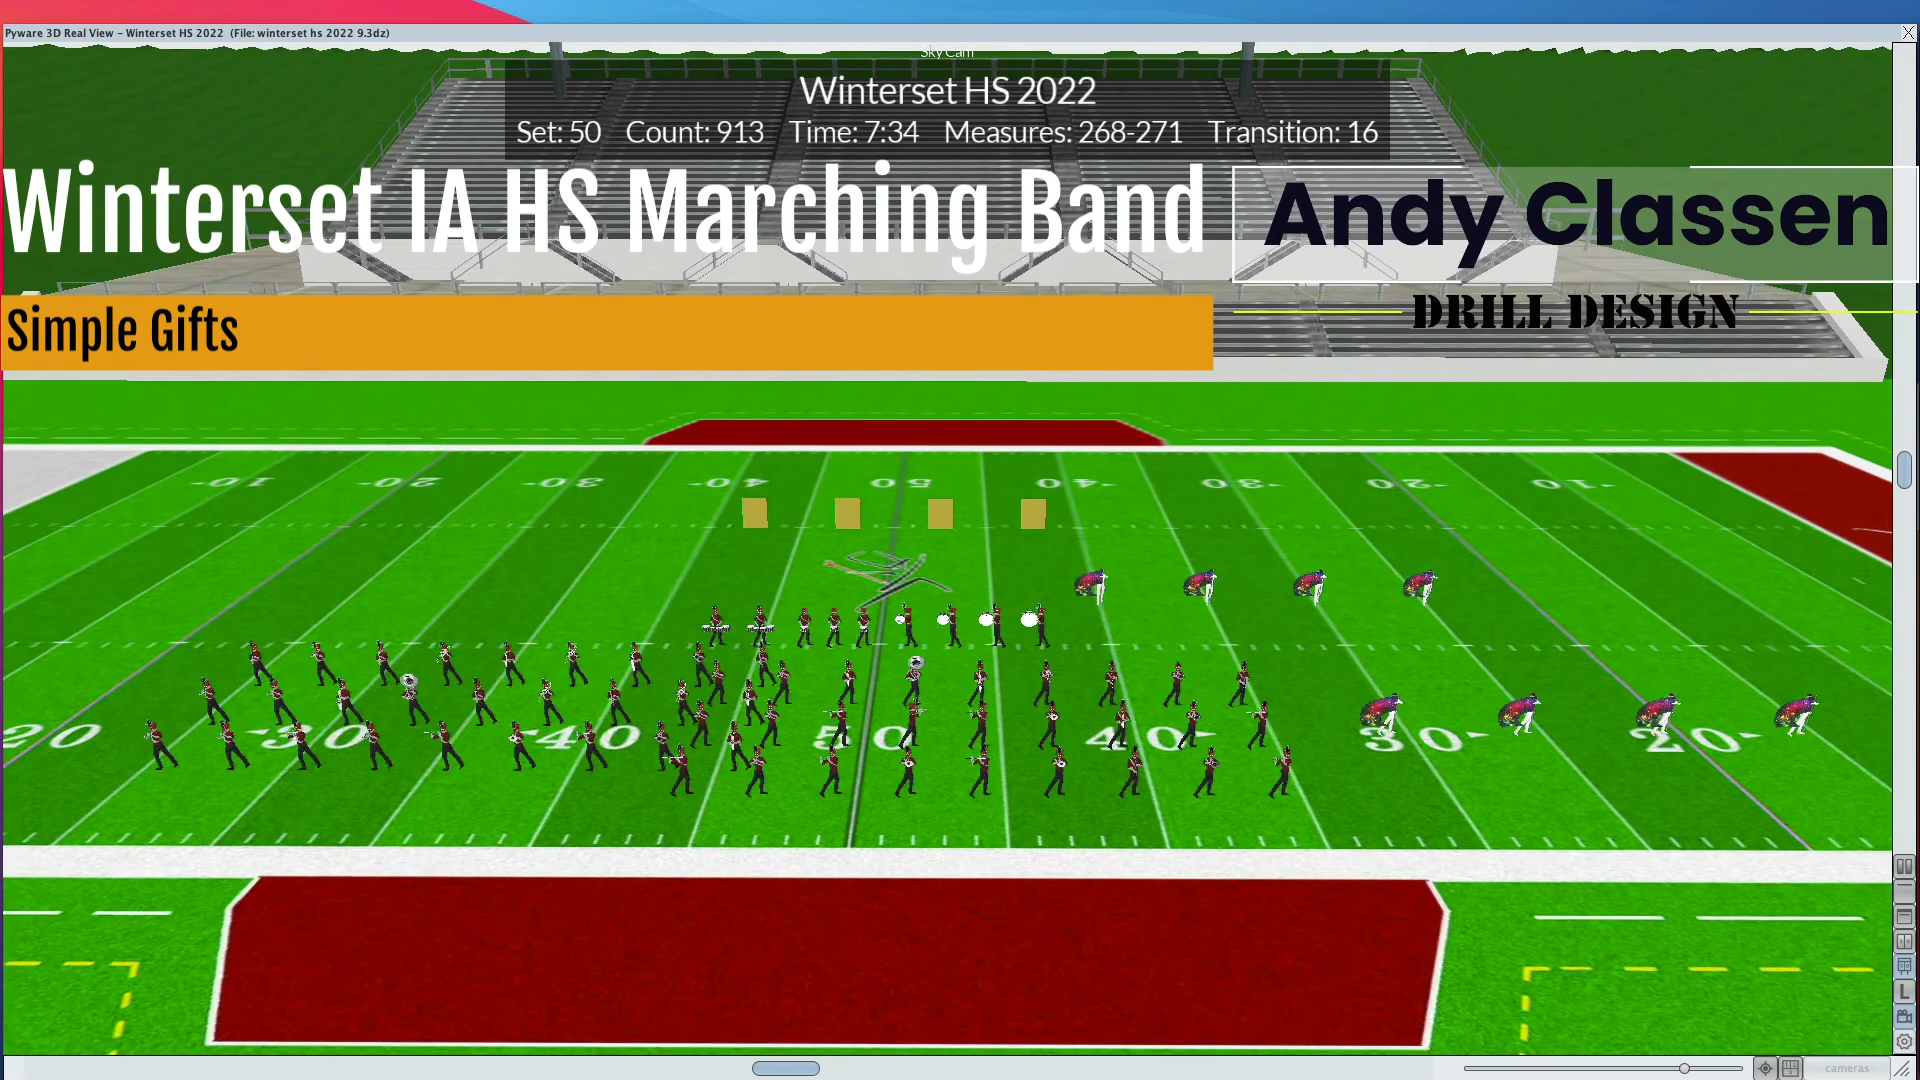 Pyware 3D Real View - Winterset HS 2022 (File: winterset hs 2022 9.3dz)
Sky Cam
Winterset HS 2022
Set: 50 Count: 913 Time: 7:34 Measures: 268-271 Transition: 16
Winterset IA HS Marching Band
Andy Classen
DRILL DESIGN
Simple Gifts
10 20 30 40 50 40 30 20 10
20 30 40 50 40 30 20
L
cameras